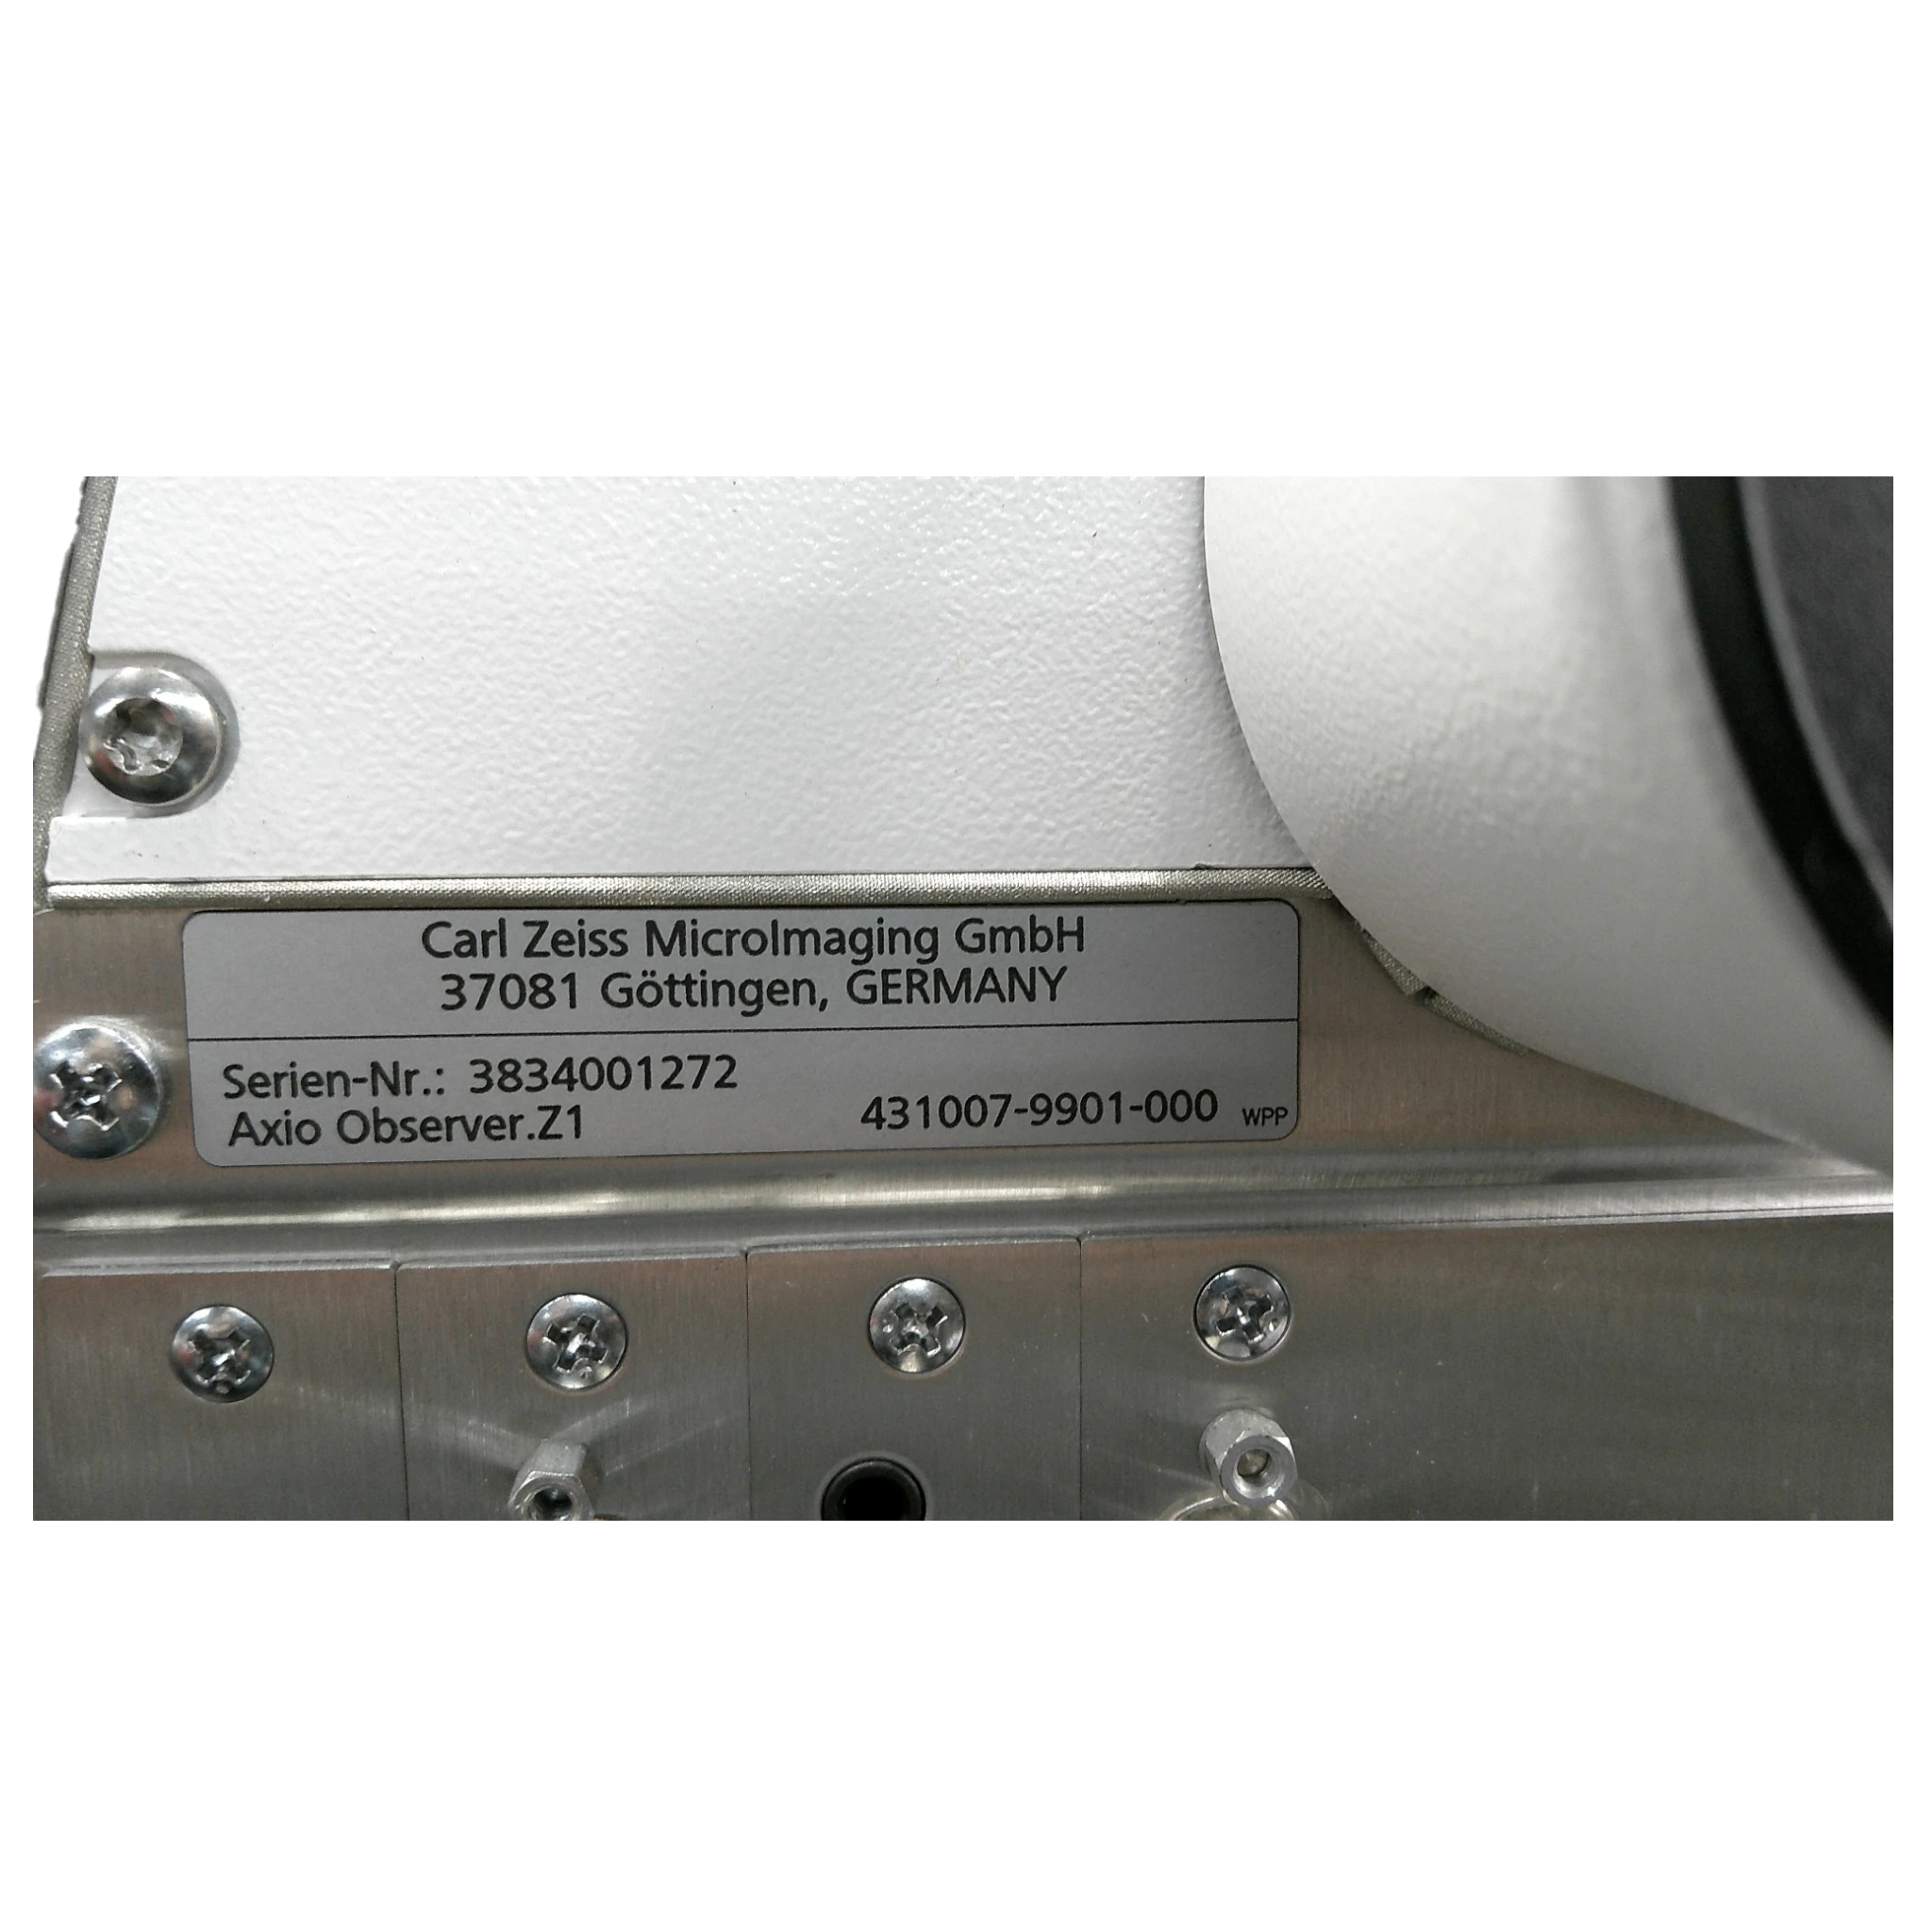 Carl Zeiss MicroImaging GmbH
37081 Göttingen, GERMANY
Serien-Nr.: 3834001272
Axio Observer.Z1 431007-9901-000 WPP